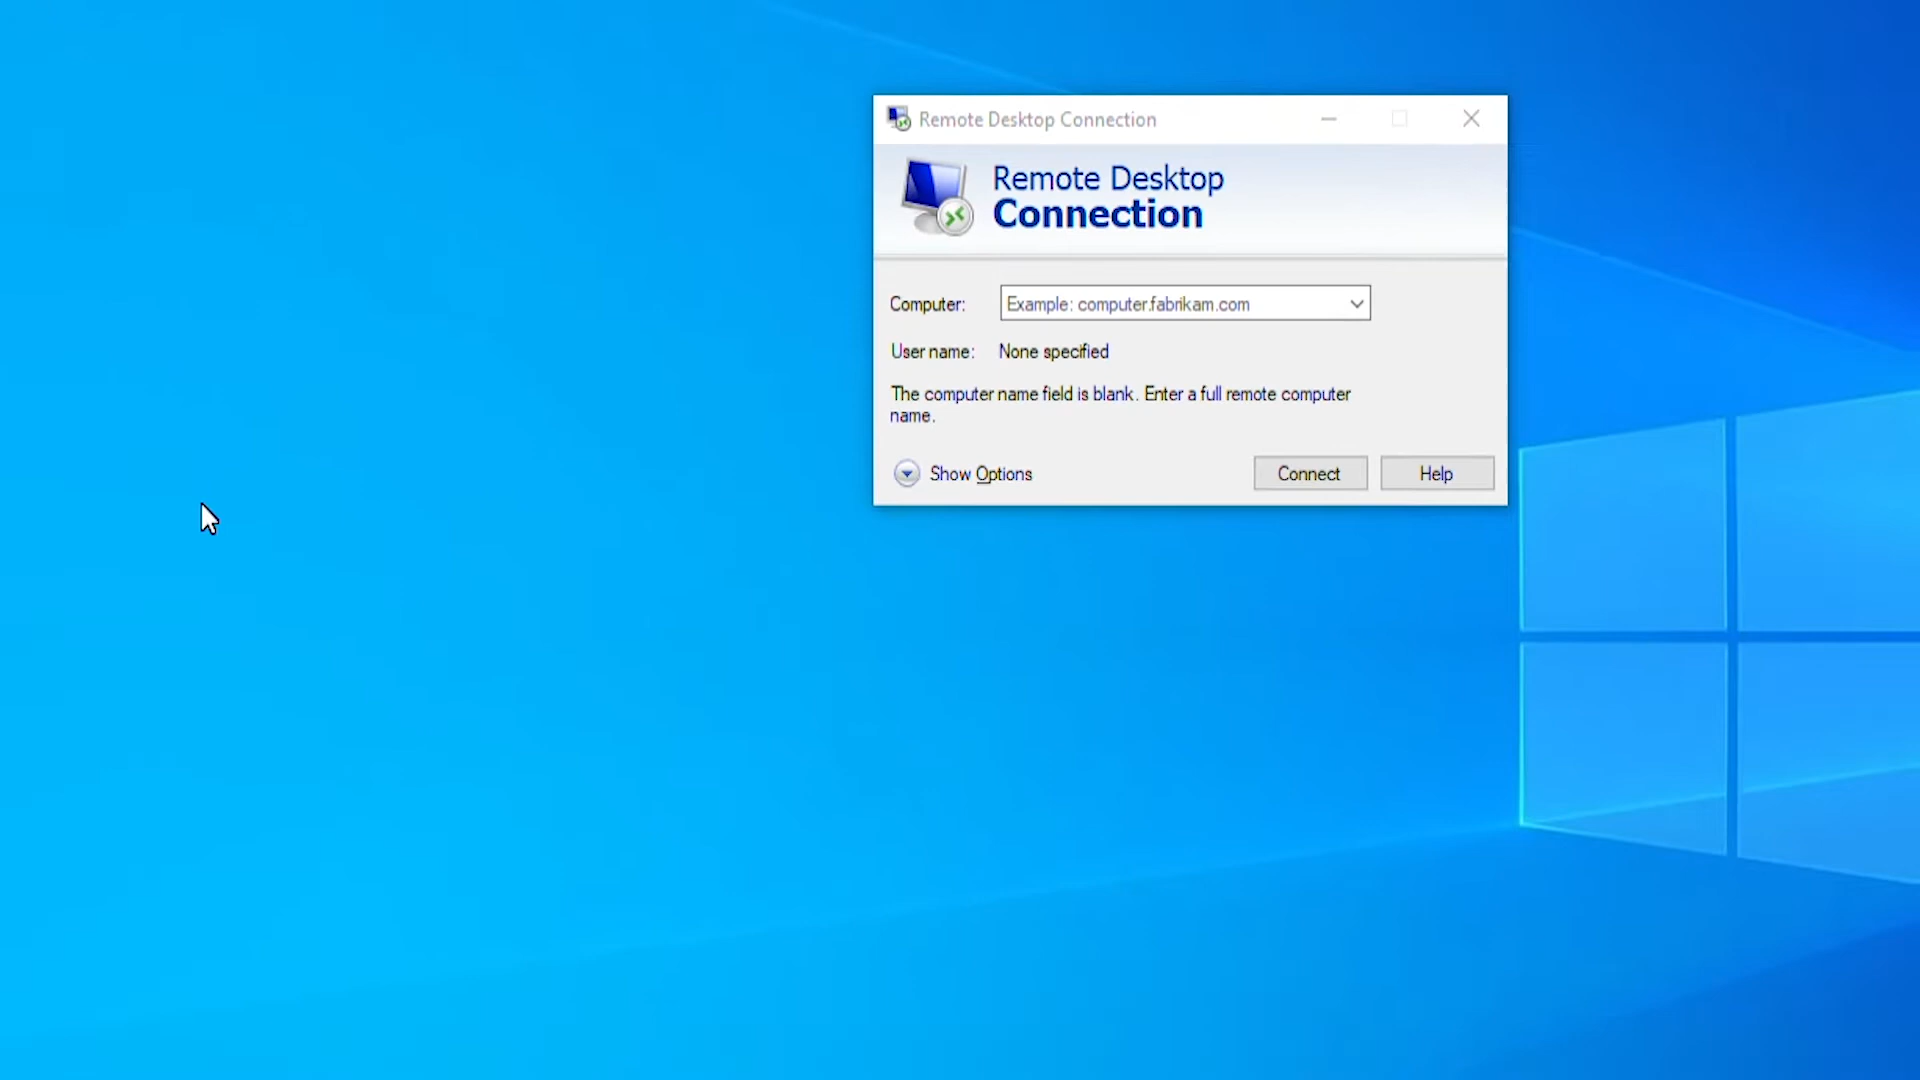 Remote Desktop Connection
Remote Desktop
Connection
Computer: Example: computer.fabrikam.com
User name: None specified
The computer name field is blank. Enter a full remote computer
name.
Show Options Connect Help